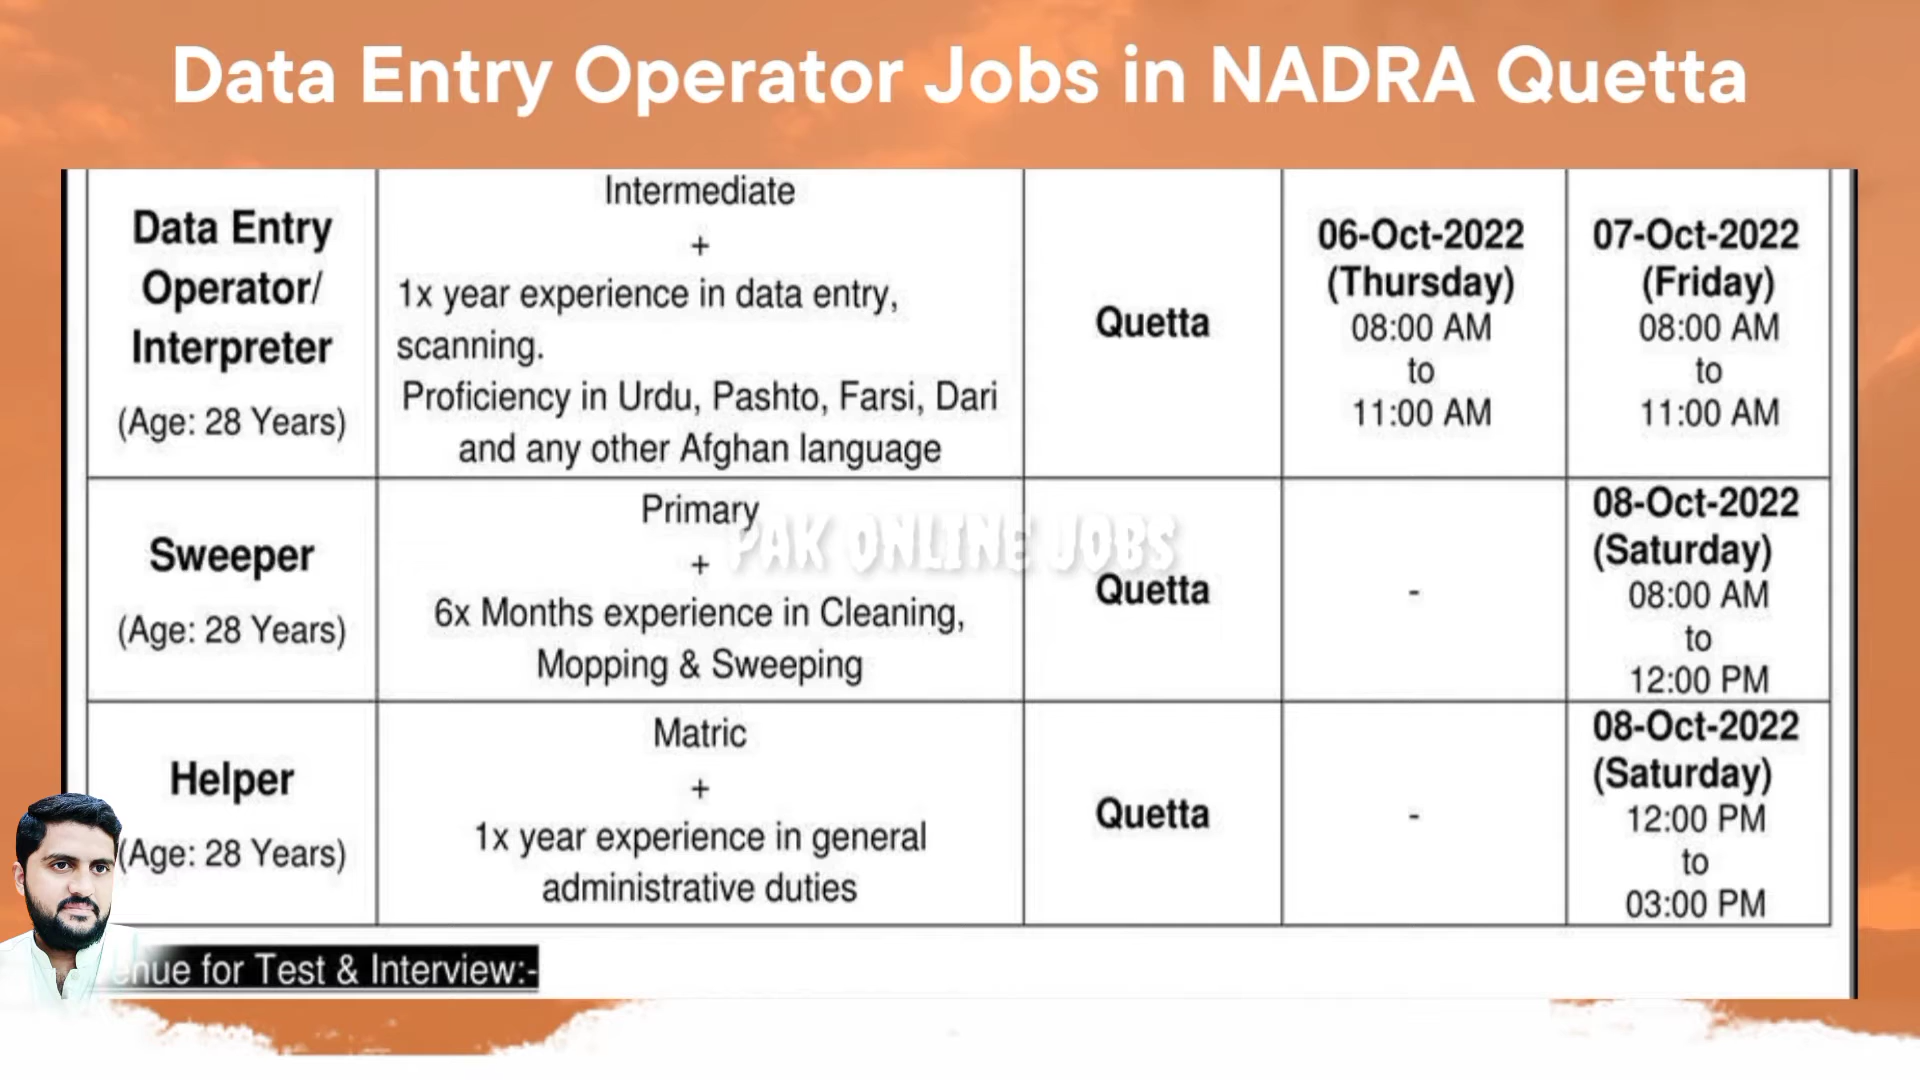 Data Entry Operator Jobs in NADRA Quetta
Data Entry
Operator/
Interpreter
(Age: 28 Years)
Intermediate
+
1x year experience in data entry,
scanning.
Proficiency in Urdu, Pashto, Farsi, Dari
and any other Afghan language
Quetta
06-Oct-2022
(Thursday)
08:00 AM
to
11:00 AM
07-Oct-2022
(Friday)
08:00 AM
to
11:00 AM
Sweeper
(Age: 28 Years)
Primary
+
6x Months experience in Cleaning,
Mopping & Sweeping
Quetta
-
08-Oct-2022
(Saturday)
08:00 AM
to
12:00 PM
PAK ONLINE JOBS
Helper
(Age: 28 Years)
Matric
+
1x year experience in general
administrative duties
Quetta
-
08-Oct-2022
(Saturday)
12:00 PM
to
03:00 PM
enue for Test & Interview:-